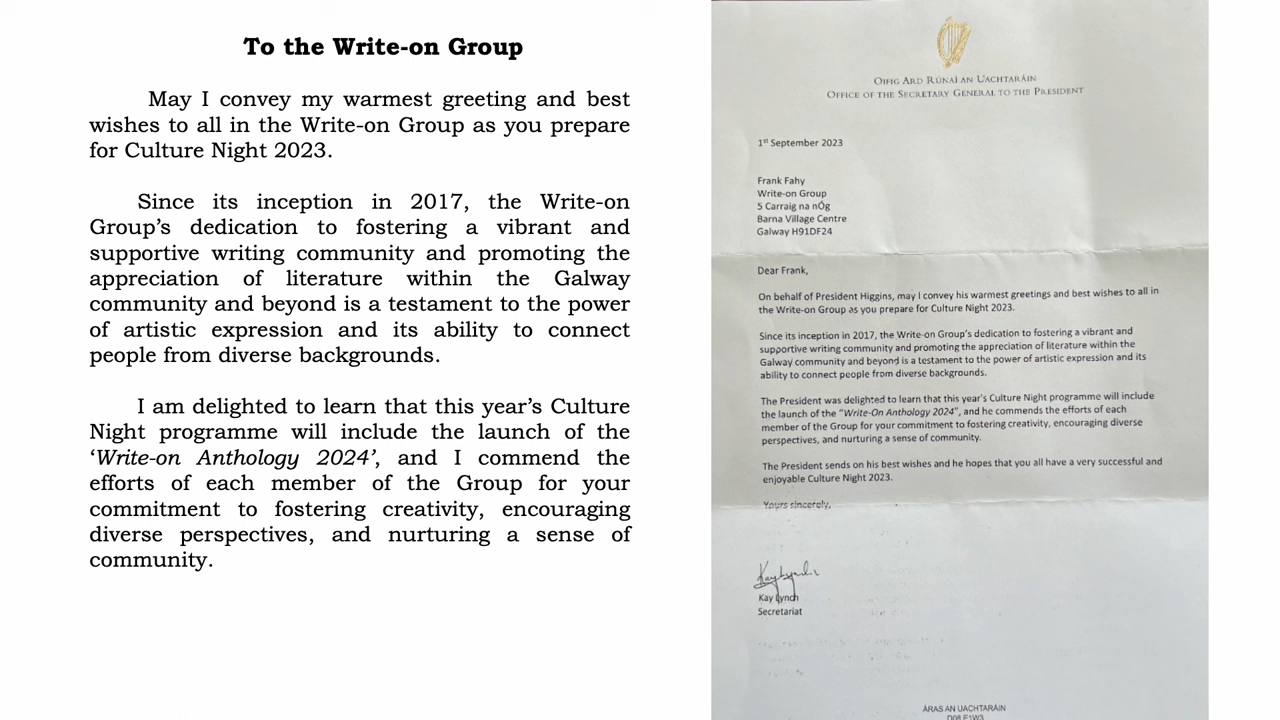 To the Write-on Group
May I convey my warmest greeting and best
wishes to all in the Write-on Group as you prepare
for Culture Night 2023.
Since its inception in 2017, the Write-on
Group’s dedication to fostering a vibrant and
supportive writing community and promoting the
appreciation of literature within the Galway
community and beyond is a testament to the power
of artistic expression and its ability to connect
people from diverse backgrounds.
I am delighted to learn that this year’s Culture
Night programme will include the launch of the
‘Write-on Anthology 2024’, and I commend the
efforts of each member of the Group for your
commitment to fostering creativity, encouraging
diverse perspectives, and nurturing a sense of
community.
OIFIG ARD RÚNAÍ AN UACHTARÁIN
OFFICE OF THE SECRETARY GENERAL TO THE PRESIDENT
1st September 2023
Frank Fahy
Write-on Group
5 Carraig na nÓg
Barna Village Centre
Galway H91DF24
Dear Frank,
On behalf of President Higgins, may I convey his warmest greetings and best wishes to all in
the Write-on Group as you prepare for Culture Night 2023.
Since its inception in 2017, the Write-on Group’s dedication to fostering a vibrant and
supportive writing community and promoting the appreciation of literature within the
Galway community and beyond is a testament to the power of artistic expression and its
ability to connect people from diverse backgrounds.
The President was delighted to learn that this year’s Culture Night programme will include
the launch of the “Write-On Anthology 2024”, and he commends the efforts of each
member of the Group for your commitment to fostering creativity, encouraging diverse
perspectives, and nurturing a sense of community.
The President sends on his best wishes and he hopes that you all have a very successful and
enjoyable Culture Night 2023.
Yours sincerely,
Kay Lynch
Kay Lynch
Secretariat
ÁRAS AN UACHTARÁIN
D08 E1W3